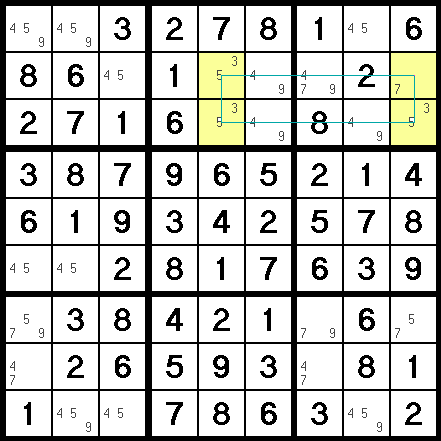 4 5 9 4 5 9 3 2 7 8 1 4 5 6
8 6 4 5 1 3 5 4 9 4 7 9 2 7
2 7 1 6 3 5 4 9 8 4 9 3 5
3 8 7 9 6 5 2 1 4
6 1 9 3 4 2 5 7 8
4 5 4 5 2 8 1 7 6 3 9
5 7 9 3 8 4 2 1 7 9 6 5 7
4 7 2 6 5 9 3 4 7 8 1
1 4 5 9 4 5 7 8 6 3 4 5 9 2